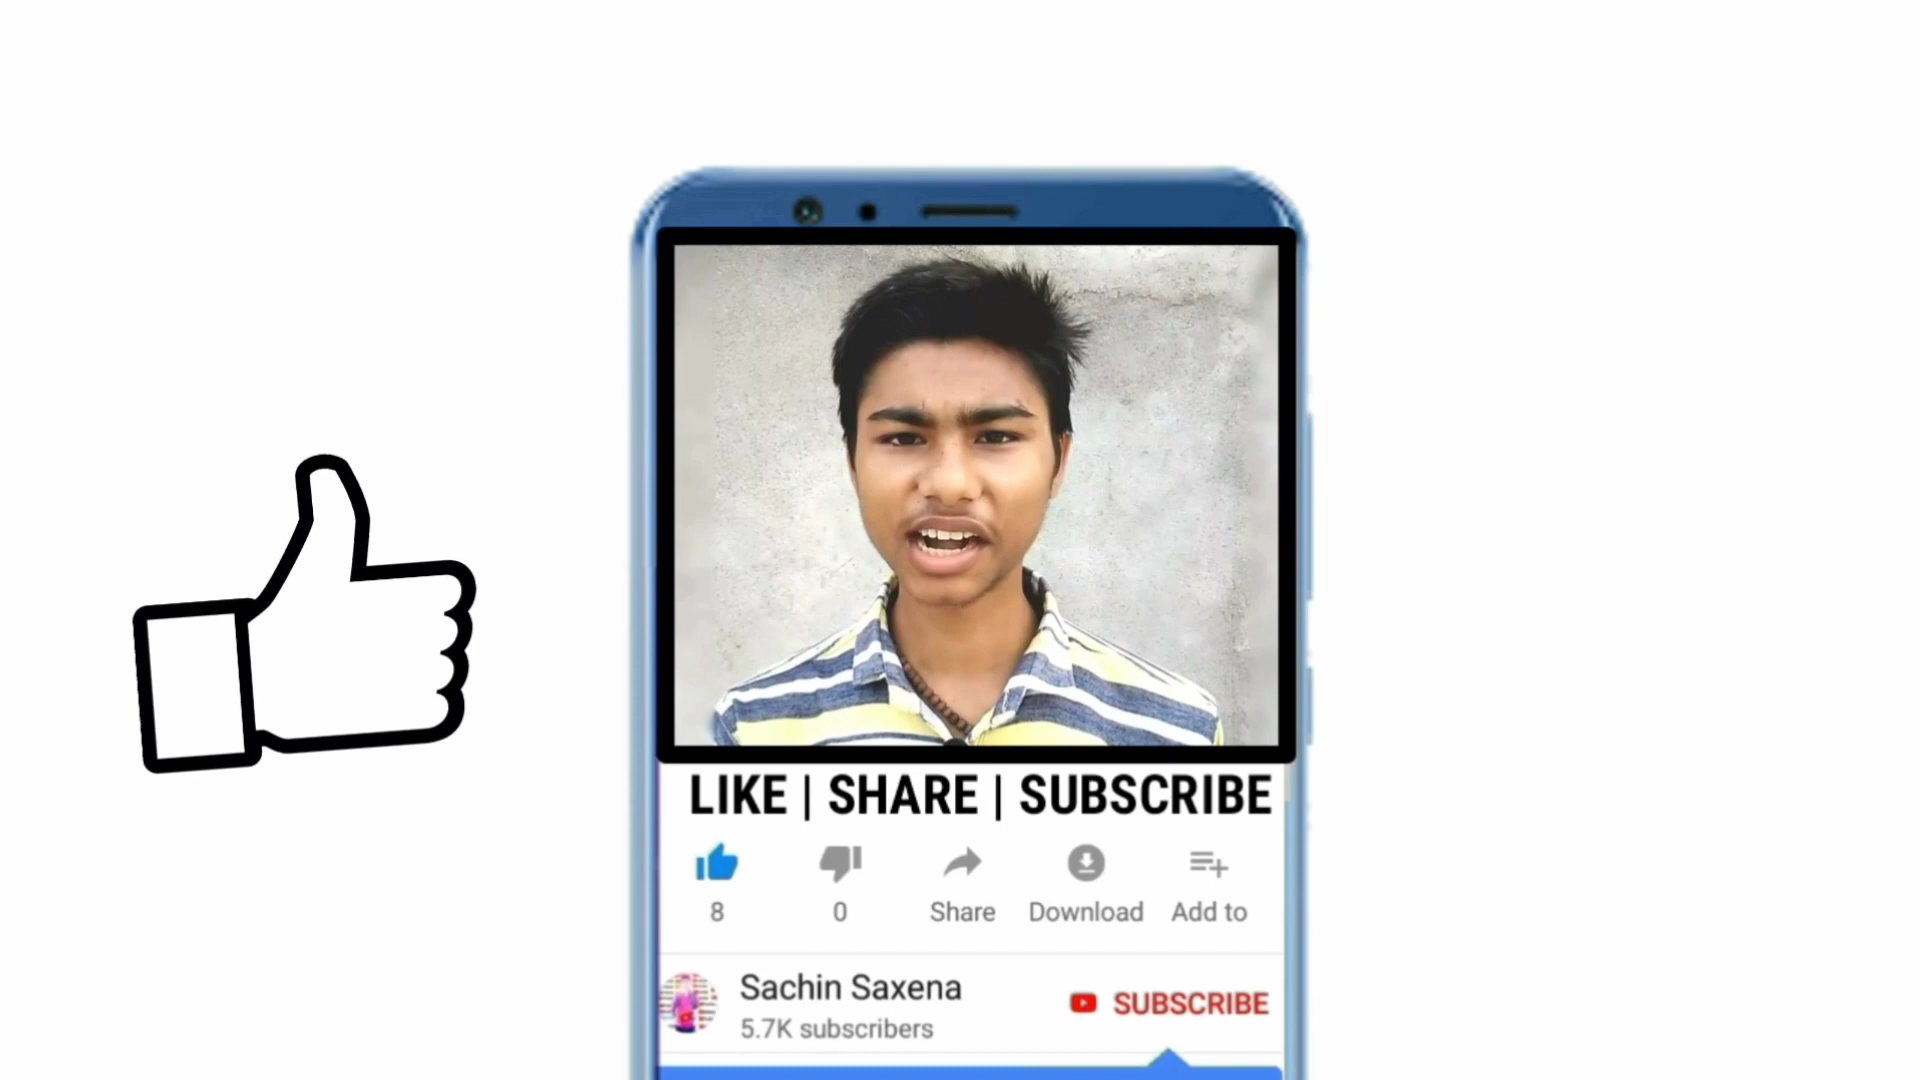 LIKE | SHARE | SUBSCRIBE
8 0 Share Download Add to
Sachin Saxena
5.7K subscribers
SUBSCRIBE